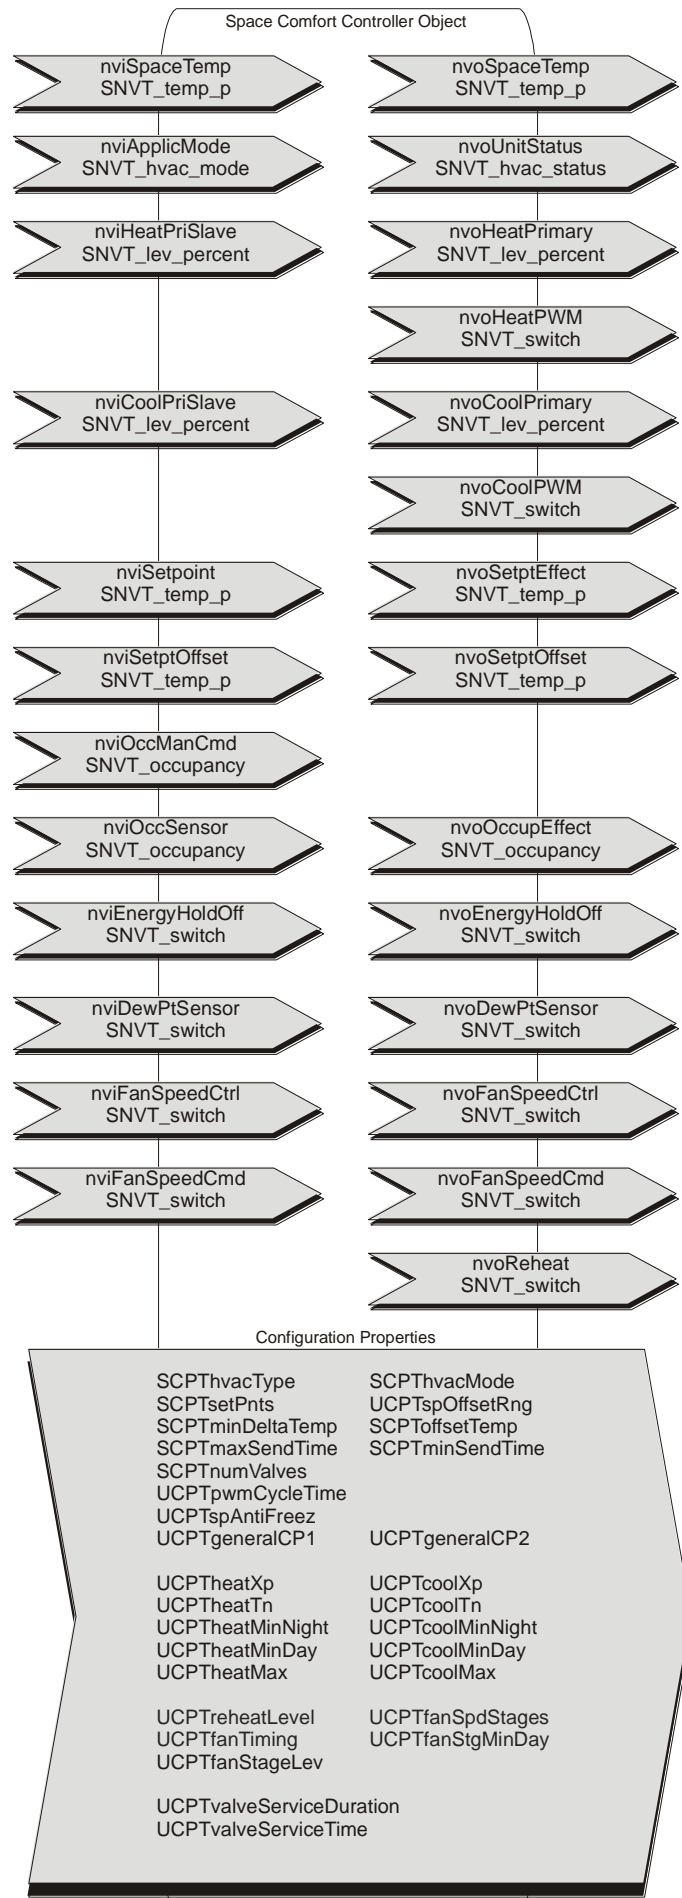 Space Comfort Controller Object
nviSpaceTemp
SNVT_temp_p
nvoSpaceTemp
SNVT_temp_p
nviApplicMode
SNVT_hvac_mode
nvoUnitStatus
SNVT_hvac_status
nviHeatPriSlave
SNVT_lev_percent
nvoHeatPrimary
SNVT_lev_percent
nvoHeatPWM
SNVT_switch
nviCoolPriSlave
SNVT_lev_percent
nvoCoolPrimary
SNVT_lev_percent
nvoCoolPWM
SNVT_switch
nviSetpoint
SNVT_temp_p
nvoSetptEffect
SNVT_temp_p
nviSetptOffset
SNVT_temp_p
nvoSetptOffset
SNVT_temp_p
nviOccManCmd
SNVT_occupancy
nviOccSensor
SNVT_occupancy
nvoOccupEffect
SNVT_occupancy
nviEnergyHoldOff
SNVT_switch
nvoEnergyHoldOff
SNVT_switch
nviDewPtSensor
SNVT_switch
nvoDewPtSensor
SNVT_switch
nviFanSpeedCtrl
SNVT_switch
nvoFanSpeedCtrl
SNVT_switch
nviFanSpeedCmd
SNVT_switch
nvoFanSpeedCmd
SNVT_switch
nvoReheat
SNVT_switch
Configuration Properties
SCPThvacType SCPThvacMode
SCPTsetPnts UCPTspOffsetRng
SCPTminDeltaTemp SCPToffsetTemp
SCPTmaxSendTime SCPTminSendTime
SCPTnumValves
UCPTpwmCycleTime
UCPTspAntiFreez
UCPTgeneralCP1 UCPTgeneralCP2
UCPTheatXp UCPTcoolXp
UCPTheatTn UCPTcoolTn
UCPTheatMinNight UCPTcoolMinNight
UCPTheatMinDay UCPTcoolMinDay
UCPTheatMax UCPTcoolMax
UCPTreheatLevel UCPTfanSpdStages
UCPTfanTiming UCPTfanStgMinDay
UCPTfanStageLev
UCPTvalveServiceDuration
UCPTvalveServiceTime